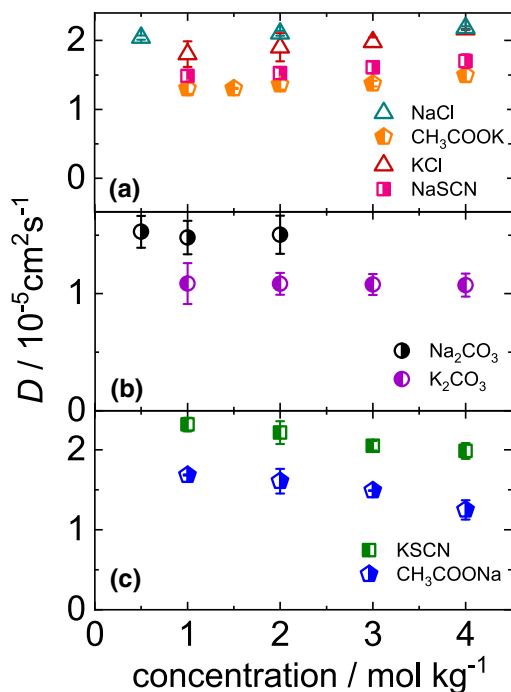 2
1
0
(a)
NaCl
CH₃COOK
KCl
NaSCN
D / 10⁻⁵cm²s⁻¹
1
0
(b)
Na₂CO₃
K₂CO₃
2
1
0
(c)
KSCN
CH₃COONa
0 1 2 3 4
concentration / mol kg⁻¹